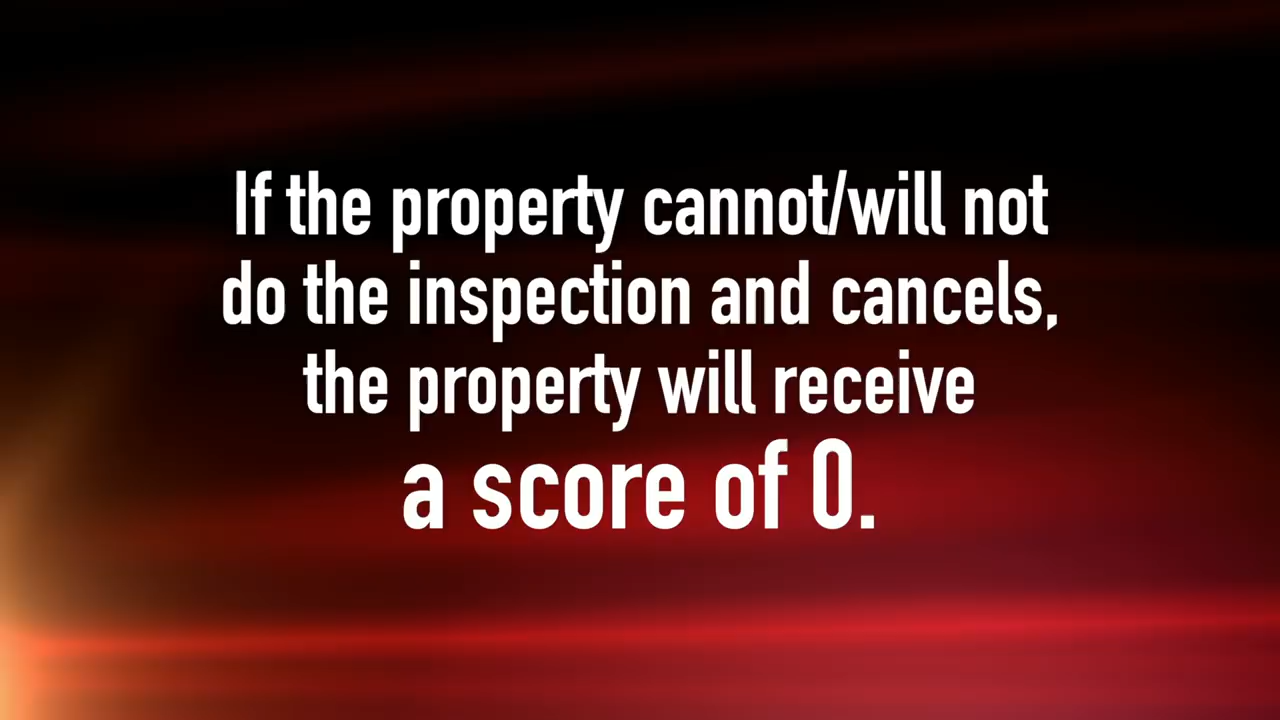 If the property cannot/will not
do the inspection and cancels,
the property will receive
a score of 0.